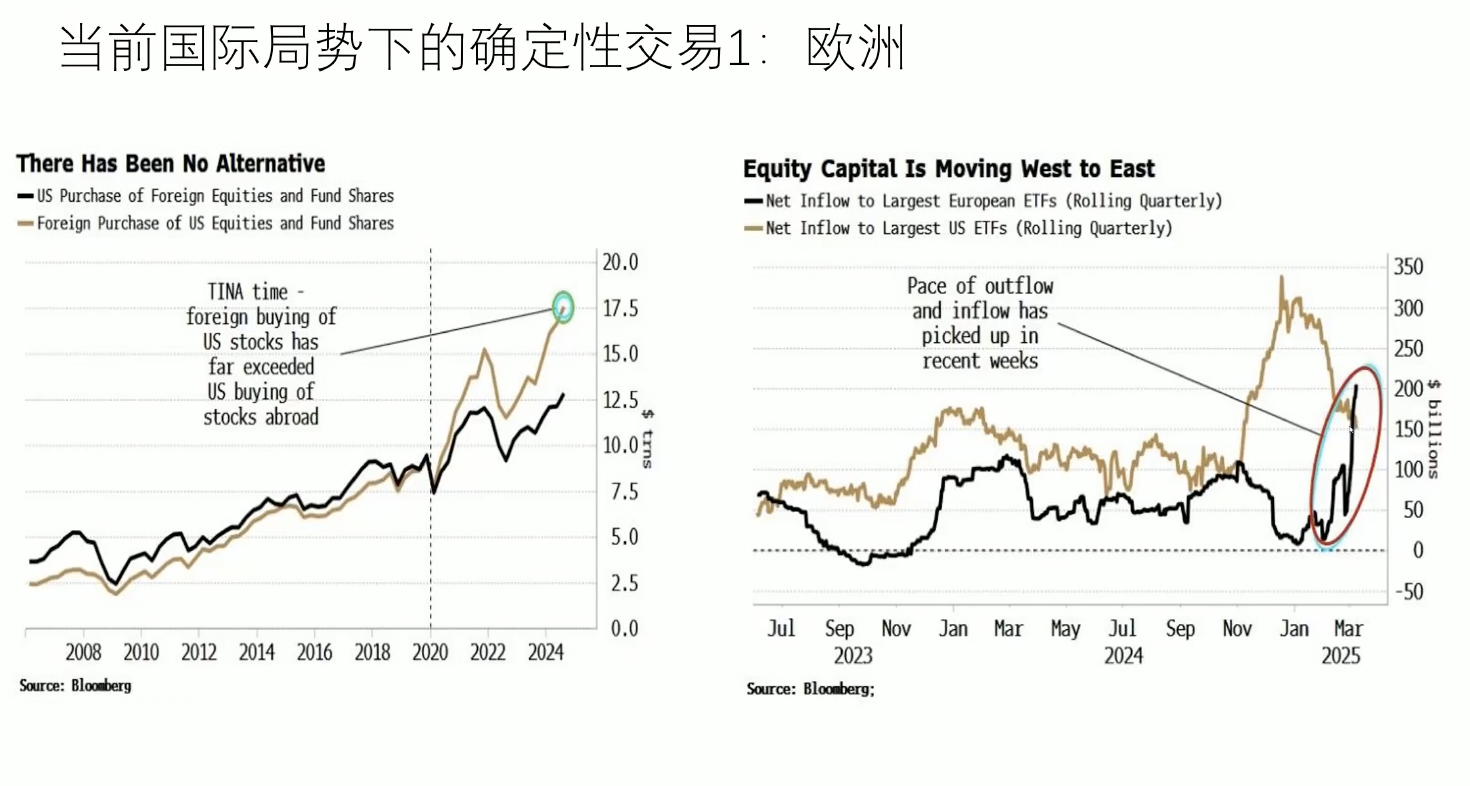 当前国际局势下的确定性交易1：欧洲
There Has Been No Alternative
US Purchase of Foreign Equities and Fund Shares
Foreign Purchase of US Equities and Fund Shares
TINA time -
foreign buying of
US stocks has
far exceeded
US buying of
stocks abroad
20.0
17.5
15.0
12.5
10.0
7.5
5.0
2.5
0.0
$ trns
2008 2010 2012 2014 2016 2018 2020 2022 2024
Source: Bloomberg
Equity Capital Is Moving West to East
Net Inflow to Largest European ETFs (Rolling Quarterly)
Net Inflow to Largest US ETFs (Rolling Quarterly)
Pace of outflow
and inflow has
picked up in
recent weeks
350
300
250
200
150
100
50
0
-50
$ billions
Jul Sep Nov Jan Mar May Jul Sep Nov Jan Mar
2023 2024 2025
Source: Bloomberg;